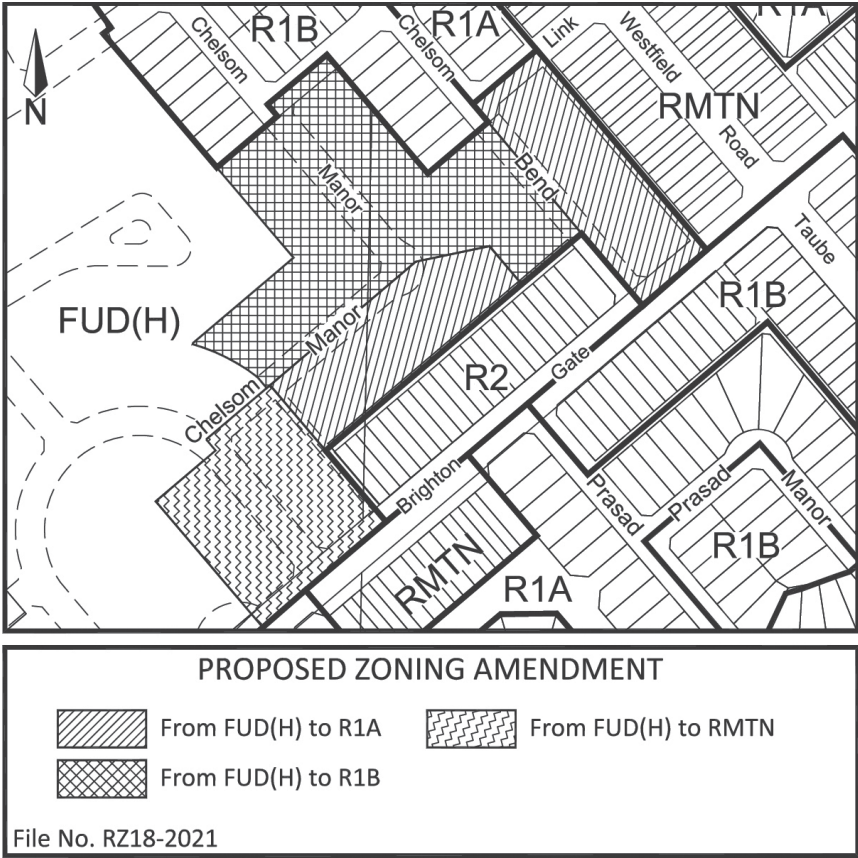 R1B
R1A
R1A
Chelsom
Chelsom
Link
Westfield
Road
RMTN
N
Manor
Bend
Taube
FUD(H)
R1B
Manor
R2
Gate
Chelsom
Brighton
Prasad
Prasad
Manor
R1B
RMTN
R1A
PROPOSED ZONING AMENDMENT
From FUD(H) to R1A
From FUD(H) to RMTN
From FUD(H) to R1B
File No. RZ18-2021